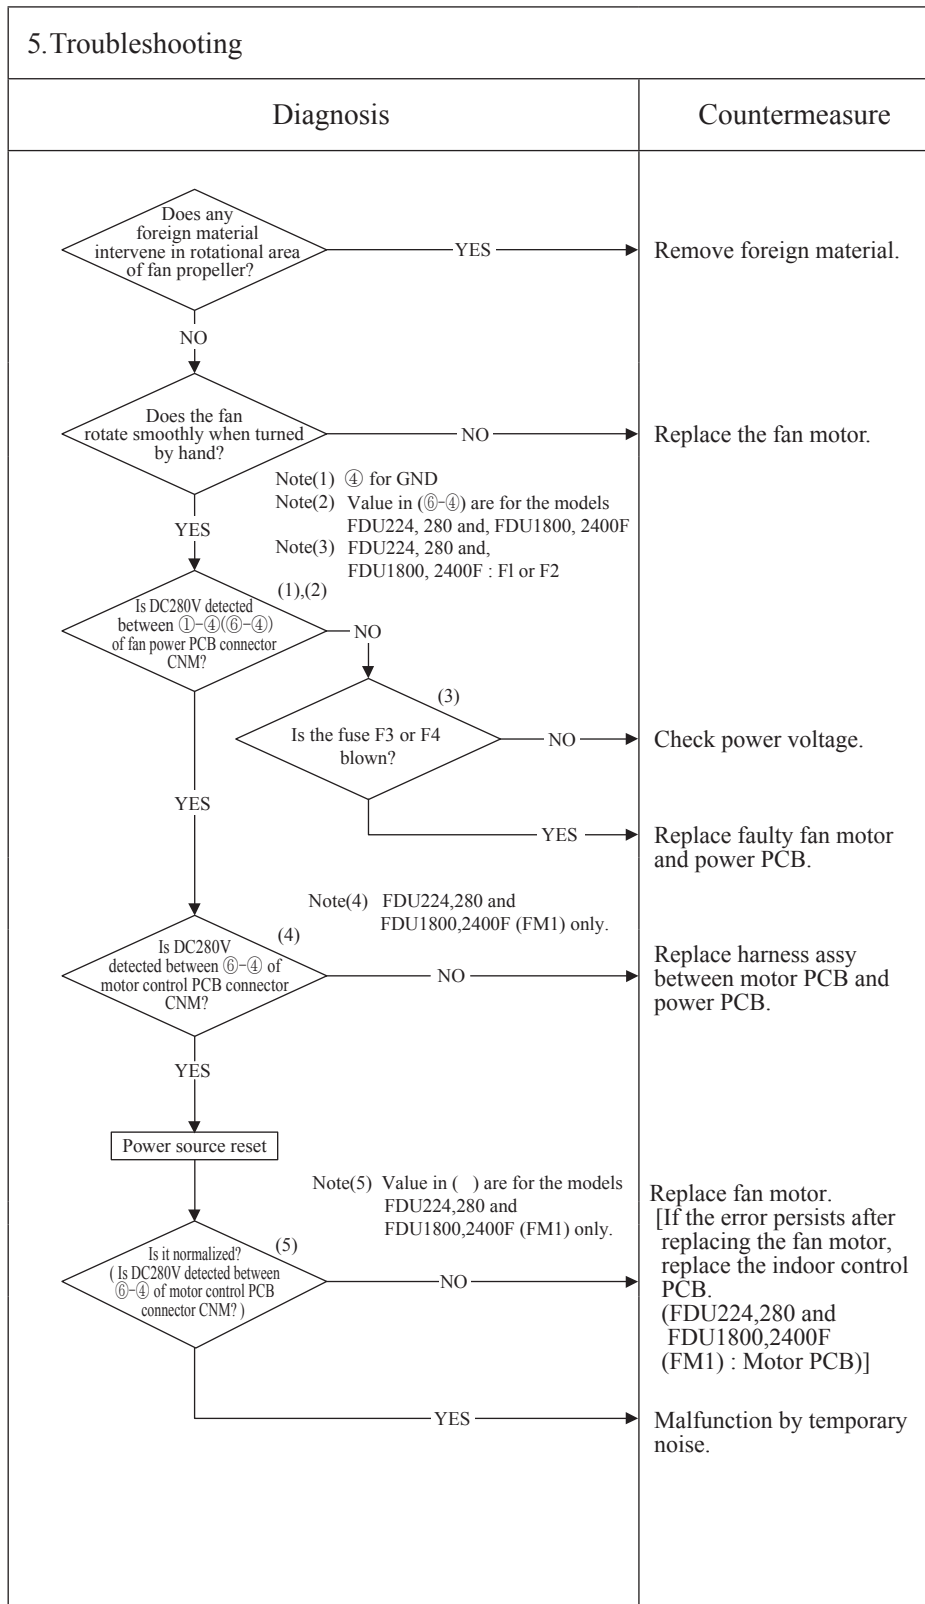 5.Troubleshooting
Diagnosis
Countermeasure
Does any
foreign material
intervene in rotational area
of fan propeller?
YES
Remove foreign material.
NO
Does the fan
rotate smoothly when turned
by hand?
NO
Replace the fan motor.
YES
Note(1) ④ for GND
Note(2) Value in (⑥-④) are for the models
FDU224, 280 and, FDU1800, 2400F
Note(3) FDU224, 280 and,
FDU1800, 2400F : Fl or F2
(1),(2)
Is DC280V detected
between ①-④(⑥-④)
of fan power PCB connector
CNM?
NO
(3)
Is the fuse F3 or F4
blown?
NO
Check power voltage.
YES
YES
Replace faulty fan motor
and power PCB.
Note(4) FDU224,280 and
FDU1800,2400F (FM1) only.
(4)
Is DC280V
detected between ⑥-④ of
motor control PCB connector
CNM?
NO
Replace harness assy
between motor PCB and
power PCB.
YES
Power source reset
Note(5) Value in ( ) are for the models
FDU224,280 and
FDU1800,2400F (FM1) only.
(5)
Is it normalized?
( Is DC280V detected between
⑥-④ of motor control PCB
connector CNM? )
NO
Replace fan motor.
[If the error persists after
replacing the fan motor,
replace the indoor control
PCB.
(FDU224,280 and
FDU1800,2400F
(FM1) : Motor PCB)]
YES
Malfunction by temporary
noise.